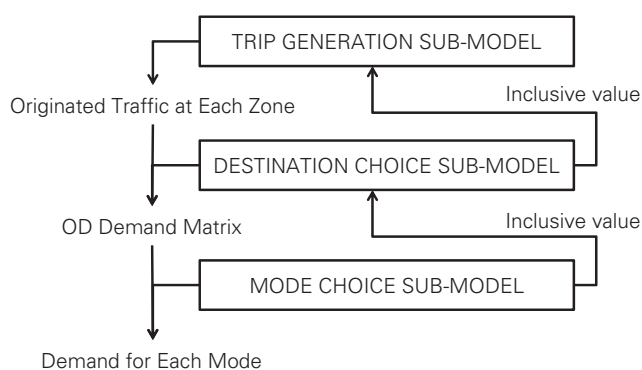 TRIP GENERATION SUB-MODEL
Inclusive value
Originated Traffic at Each Zone
DESTINATION CHOICE SUB-MODEL
Inclusive value
OD Demand Matrix
MODE CHOICE SUB-MODEL
Demand for Each Mode